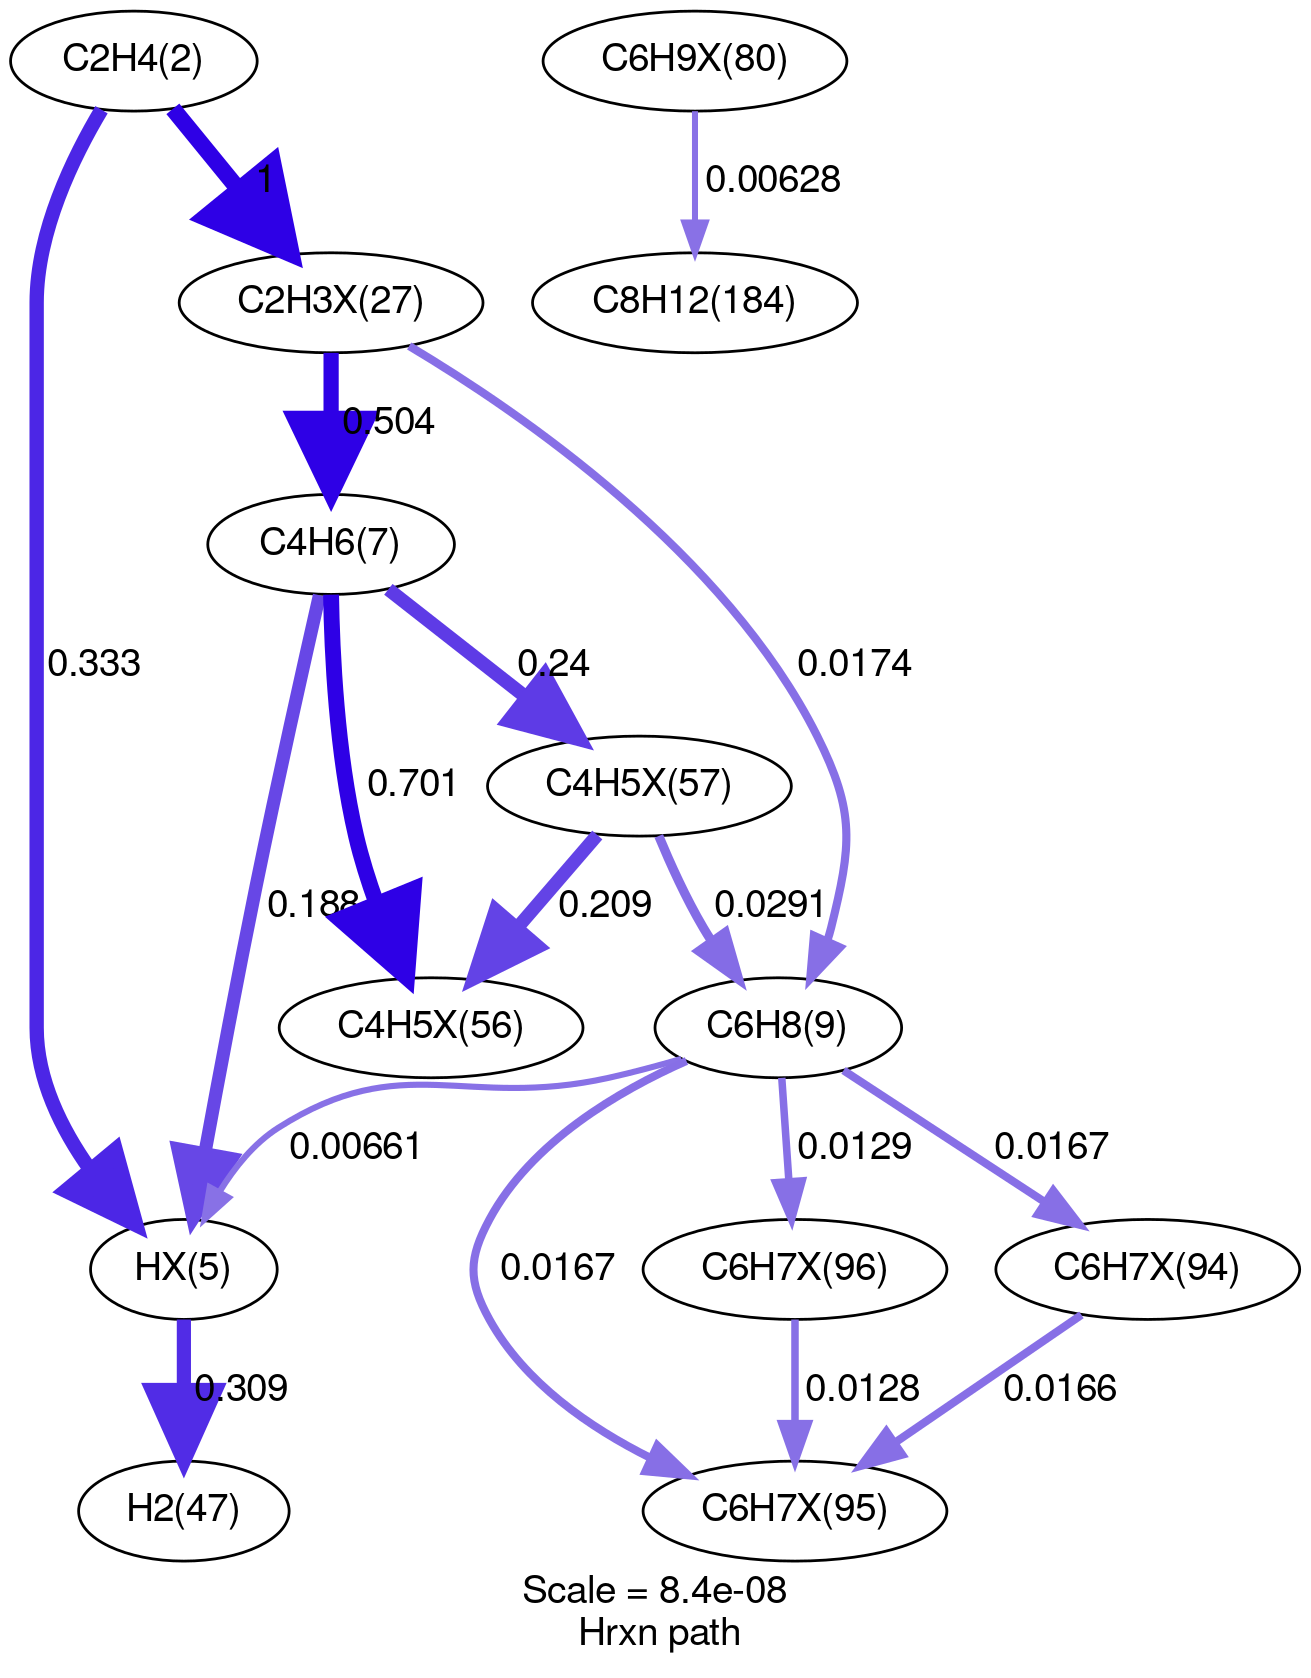 C2H4(2)
C6H9X(80)
1
0.00628
C2H3X(27)
C8H12(184)
0.504
C4H6(7)
0.333
0.24
0.0174
0.701
C4H5X(57)
0.188
0.209
0.0291
C4H5X(56)
C6H8(9)
0.00661
0.0129
0.0167
0.0167
HX(5)
C6H7X(96)
C6H7X(94)
0.309
0.0128
0.0166
H2(47)
C6H7X(95)
Scale = 8.4e-08
Hrxn path